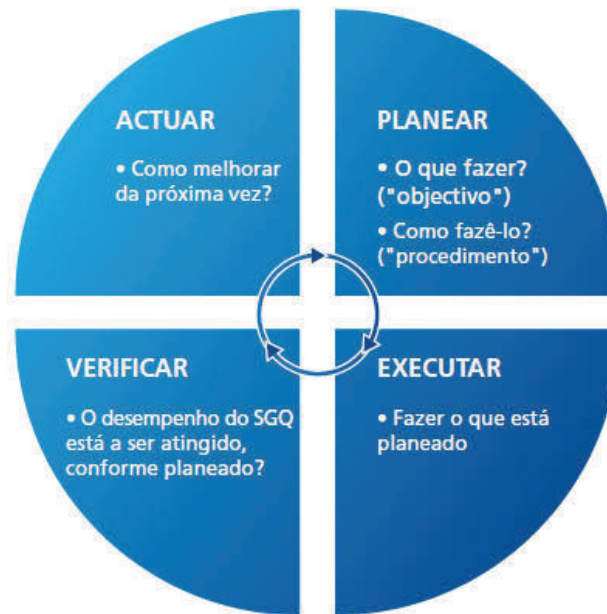 ACTUAR
• Como melhorar
da próxima vez?
PLANEAR
• O que fazer?
("objectivo")
• Como fazê-lo?
("procedimento")
VERIFICAR
• O desempenho do SGQ
está a ser atingido,
conforme planeado?
EXECUTAR
• Fazer o que está
planeado